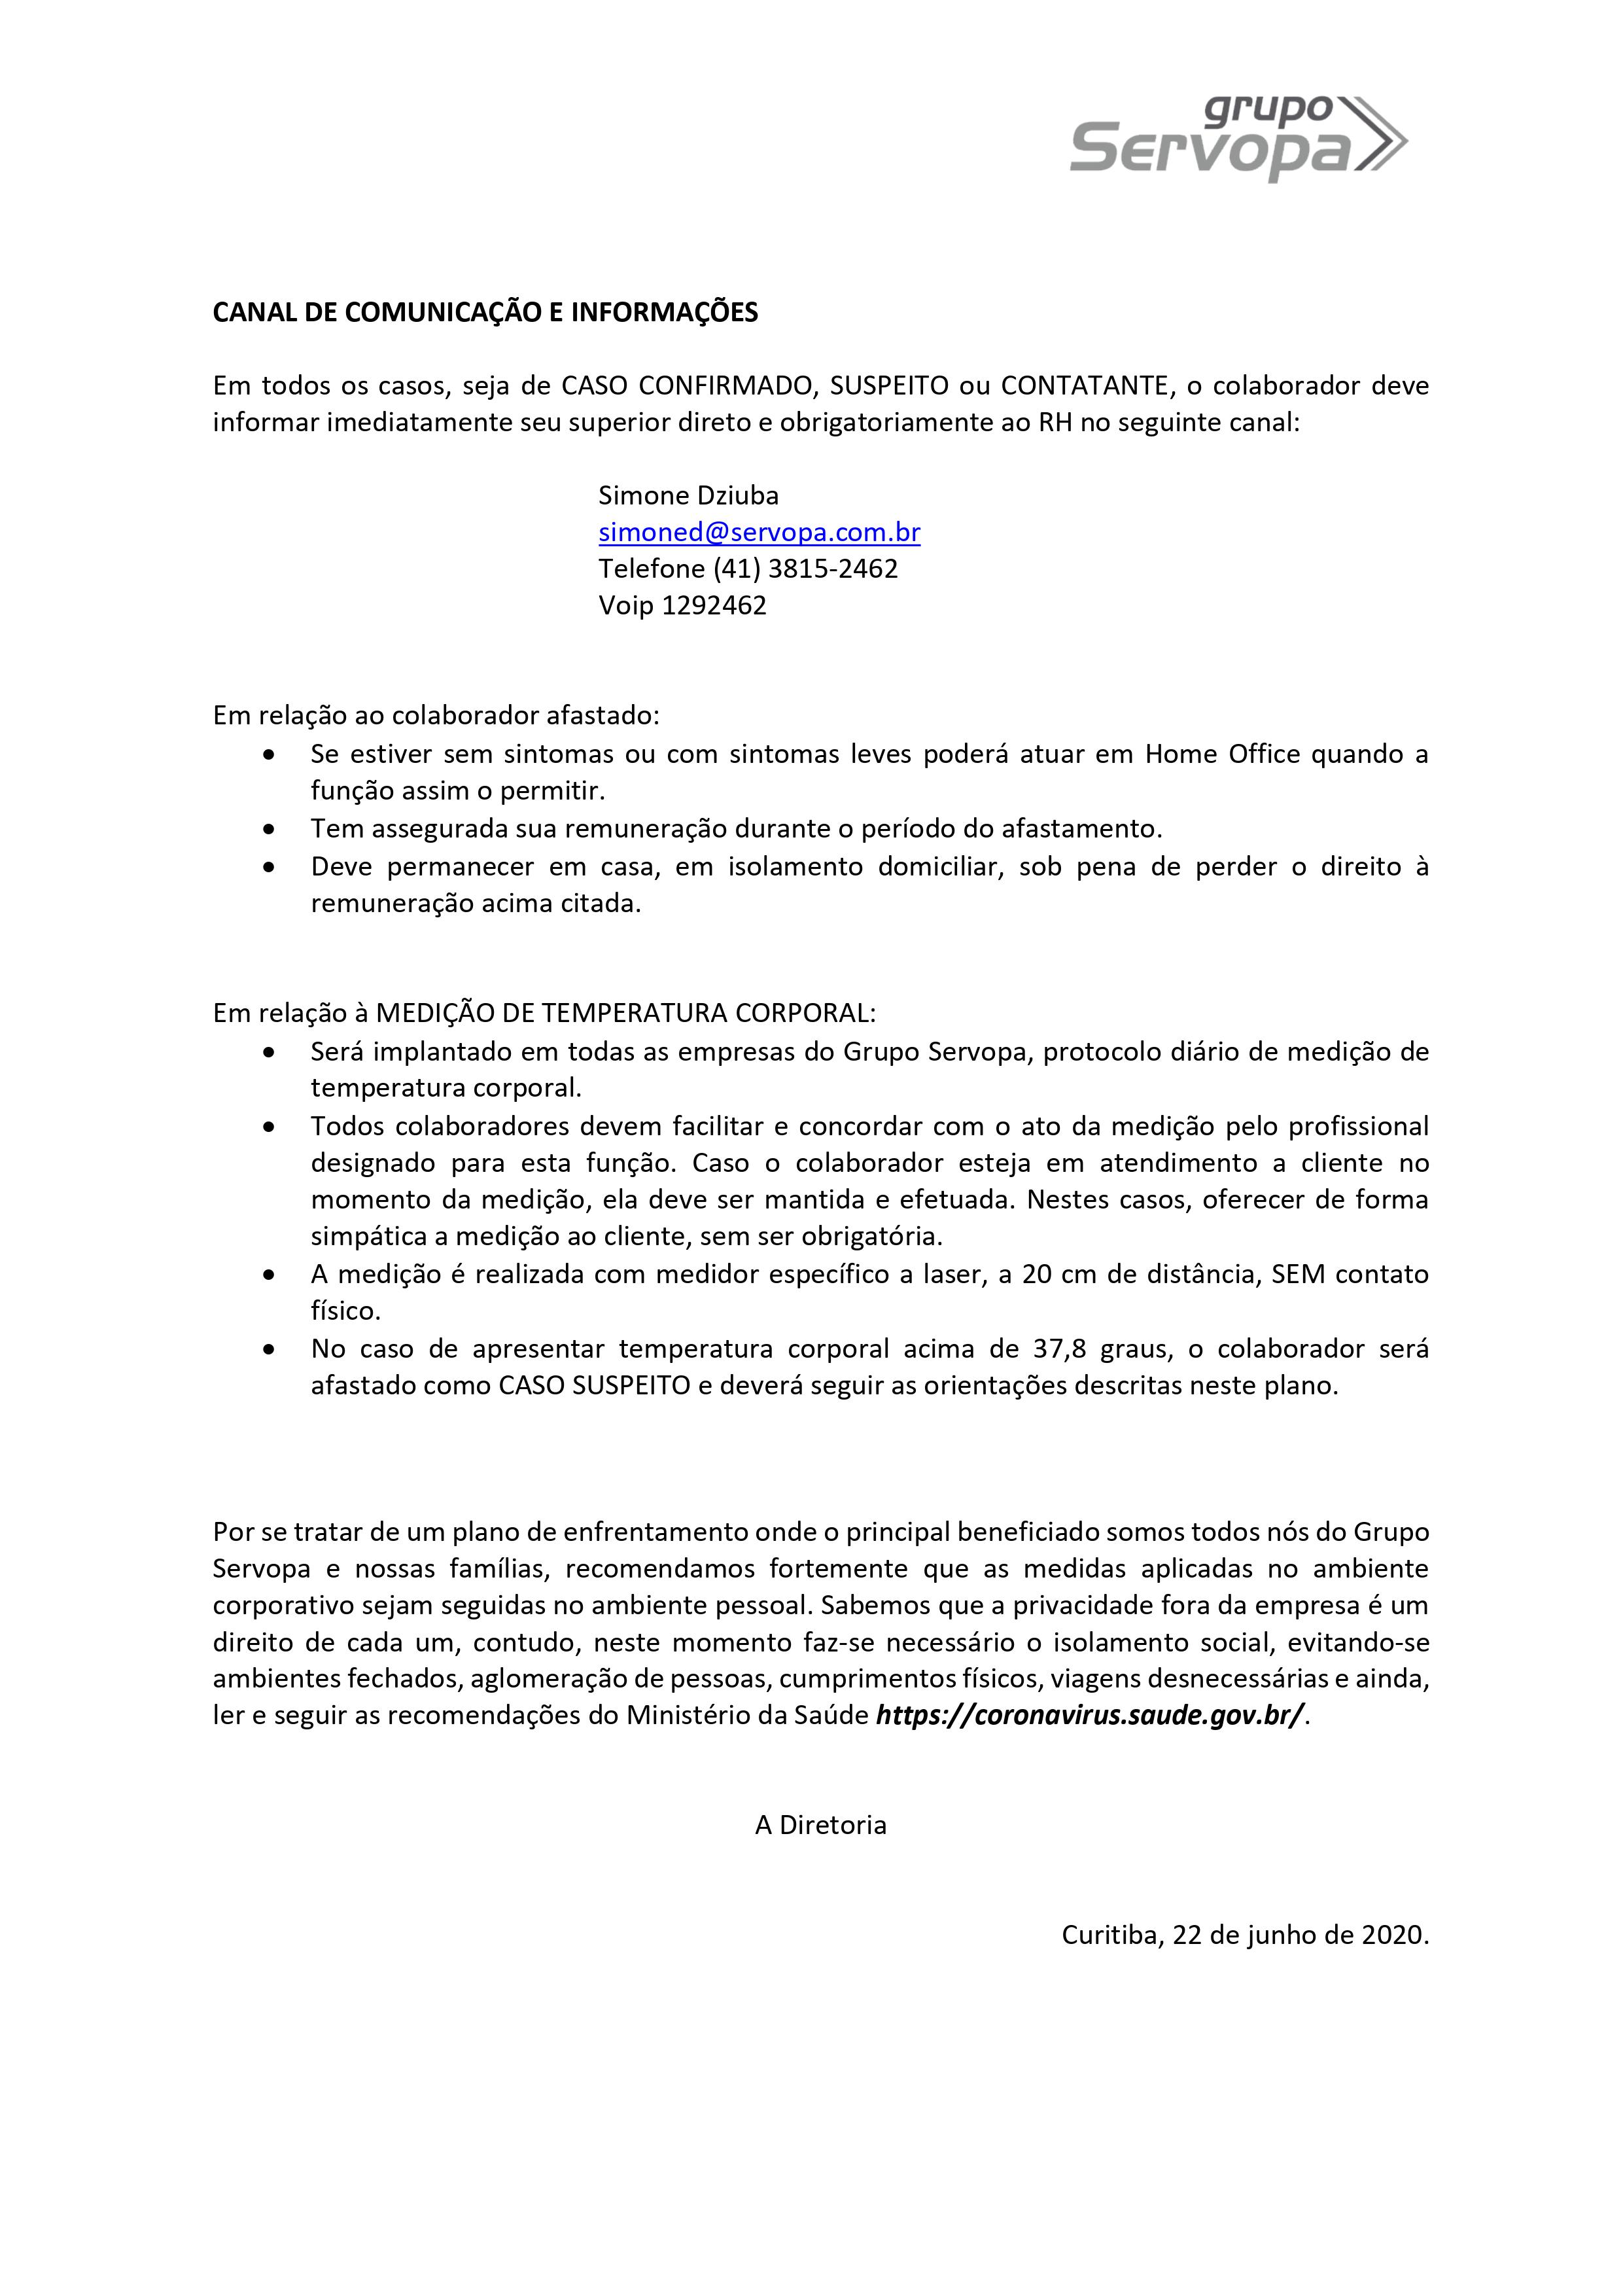 grupo
Servopa
CANAL DE COMUNICAÇÃO E INFORMAÇÕES
Em todos os casos, seja de CASO CONFIRMADO, SUSPEITO ou CONTATANTE, o colaborador deve
informar imediatamente seu superior direto e obrigatoriamente ao RH no seguinte canal:
Simone Dziuba
simoned@servopa.com.br
Telefone (41) 3815-2462
Voip 1292462
Em relação ao colaborador afastado:
• Se estiver sem sintomas ou com sintomas leves poderá atuar em Home Office quando a
função assim o permitir.
• Tem assegurada sua remuneração durante o período do afastamento.
• Deve permanecer em casa, em isolamento domiciliar, sob pena de perder o direito à
remuneração acima citada.
Em relação à MEDIÇÃO DE TEMPERATURA CORPORAL:
• Será implantado em todas as empresas do Grupo Servopa, protocolo diário de medição de
temperatura corporal.
• Todos colaboradores devem facilitar e concordar com o ato da medição pelo profissional
designado para esta função. Caso o colaborador esteja em atendimento a cliente no
momento da medição, ela deve ser mantida e efetuada. Nestes casos, oferecer de forma
simpática a medição ao cliente, sem ser obrigatória.
• A medição é realizada com medidor específico a laser, a 20 cm de distância, SEM contato
físico.
• No caso de apresentar temperatura corporal acima de 37,8 graus, o colaborador será
afastado como CASO SUSPEITO e deverá seguir as orientações descritas neste plano.
Por se tratar de um plano de enfrentamento onde o principal beneficiado somos todos nós do Grupo
Servopa e nossas famílias, recomendamos fortemente que as medidas aplicadas no ambiente
corporativo sejam seguidas no ambiente pessoal. Sabemos que a privacidade fora da empresa é um
direito de cada um, contudo, neste momento faz-se necessário o isolamento social, evitando-se
ambientes fechados, aglomeração de pessoas, cumprimentos físicos, viagens desnecessárias e ainda,
ler e seguir as recomendações do Ministério da Saúde https://coronavirus.saude.gov.br/.
A Diretoria
Curitiba, 22 de junho de 2020.